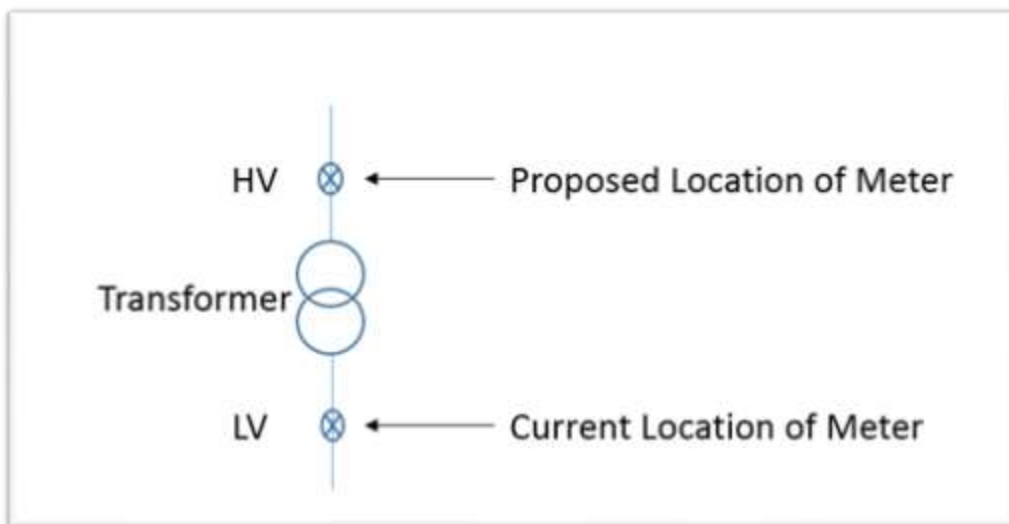 HV
Proposed Location of Meter
Transformer
LV
Current Location of Meter